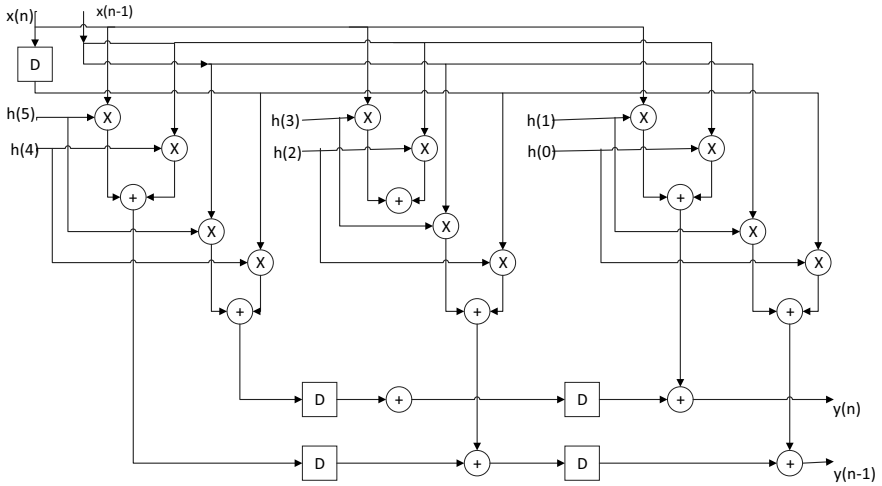 x(n) x(n-1)
D
h(5) X h(3) X h(1) X
h(4) X h(2) X h(0) X
+ + +
X X X
X X X
+ + +
D + D + y(n)
D + D + y(n-1)